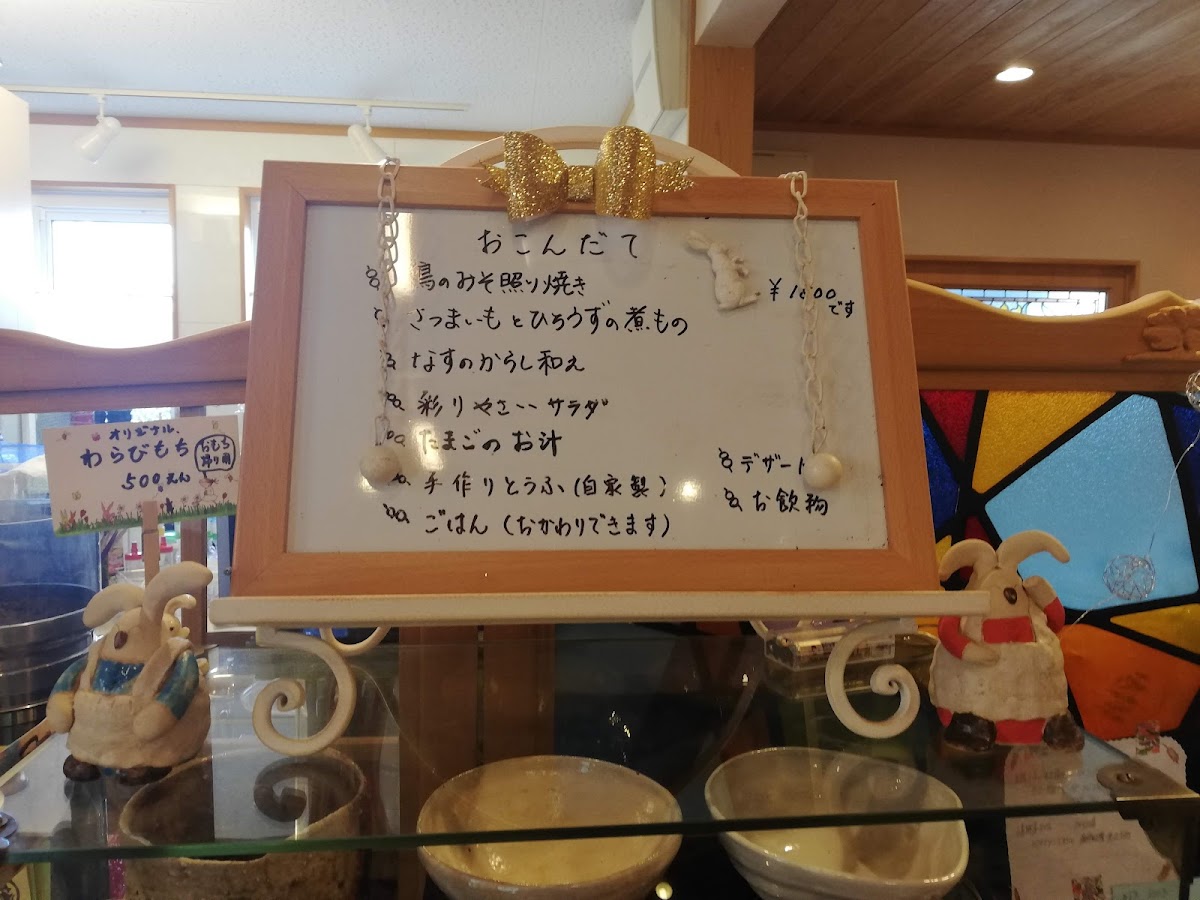 おこんだて
鳥のみそ照り焼き
¥1600
です
さつまいもとひろうずの煮もの
なすのからし和え
彩りやさいサラダ
たまごのお汁
手作りとうふ(自家製)
ごはん(おかわりできます)
デザート
お飲物
オリジナル
わらびもち
500えん
おもち
帰り用